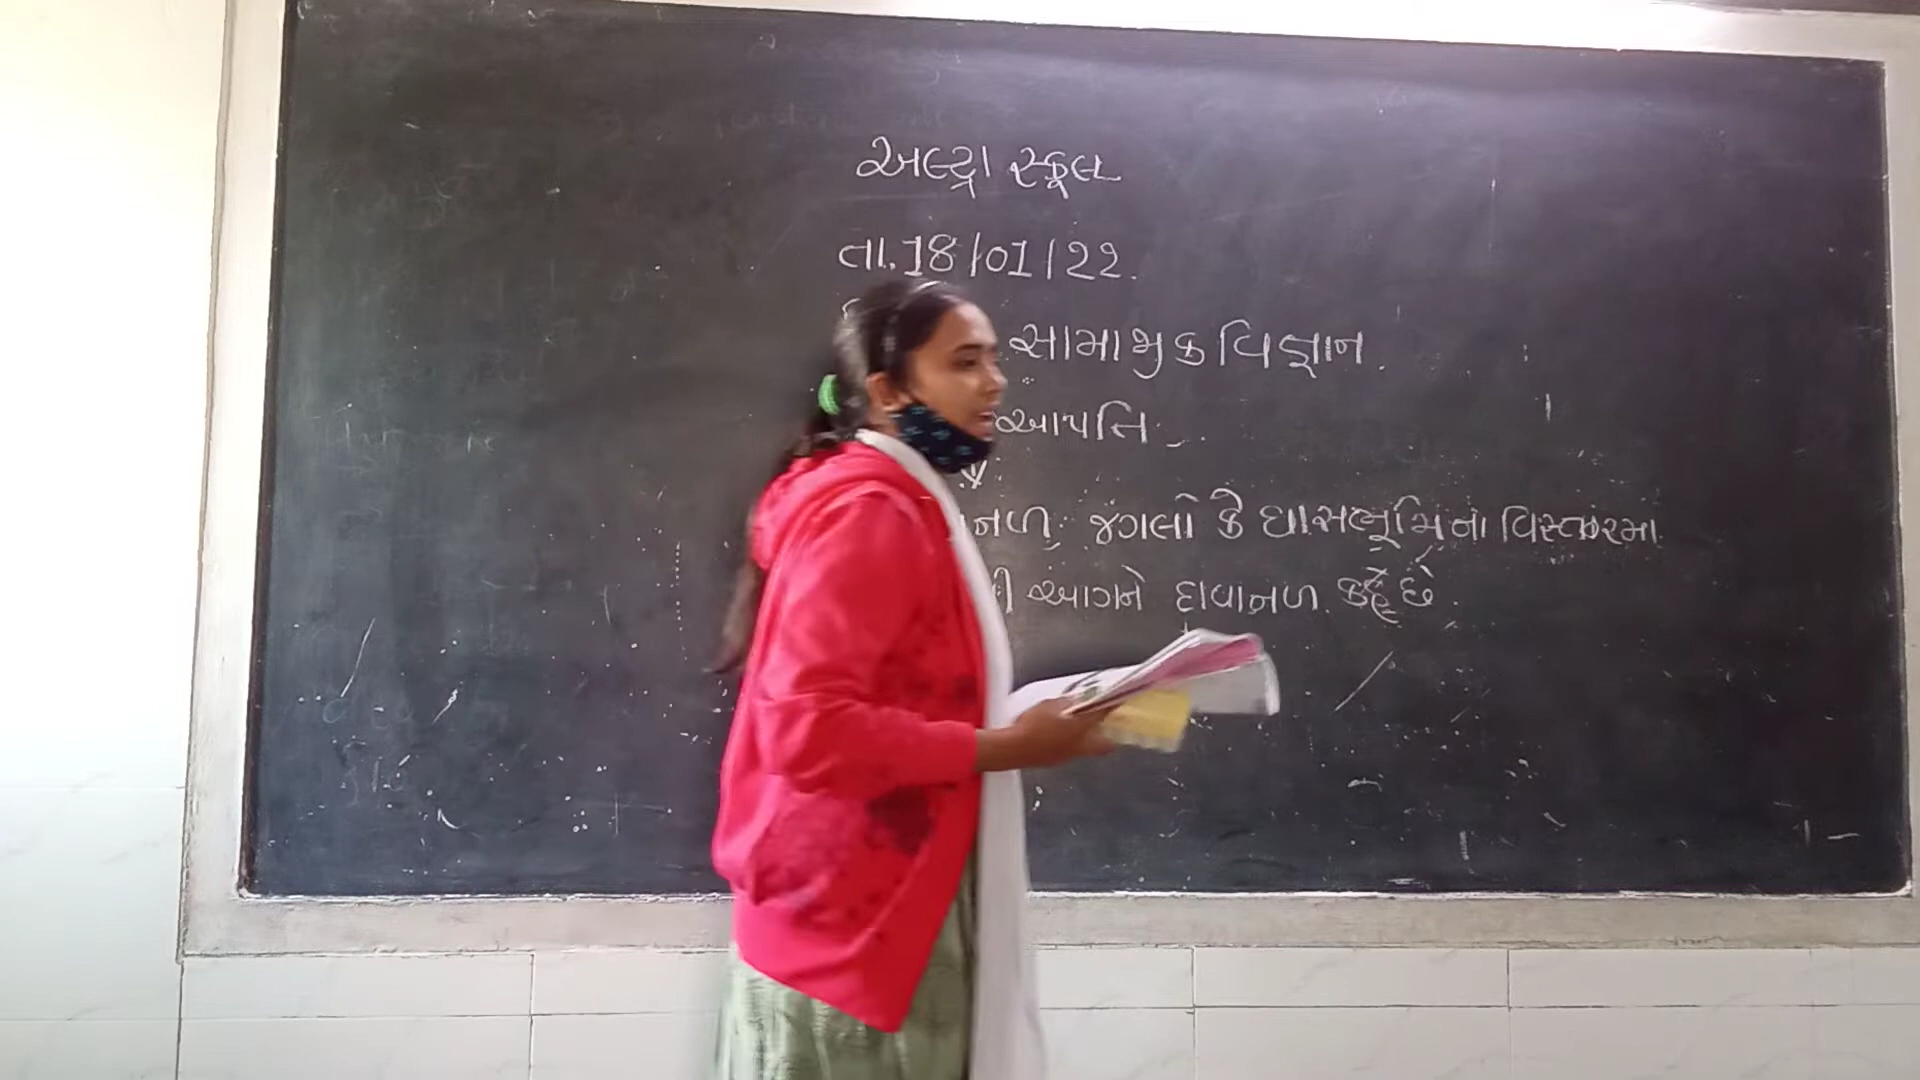 અલ્ટ્રા સ્કૂલ
તા.18/01/22.
સામાજીક વિજ્ઞાન.
આપત્તિ
જંગલો કે ઘાસભૂમિના વિસ્તારમા
આગને દાવાનળ કહે છે.